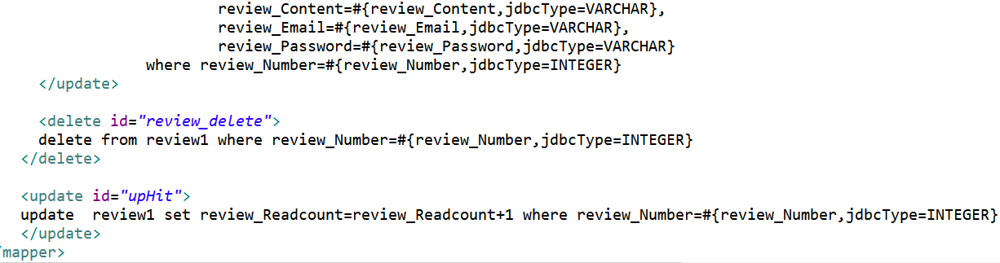 review_Content=#{review_Content,jdbcType=VARCHAR},
review_Email=#{review_Email,jdbcType=VARCHAR},
review_Password=#{review_Password,jdbcType=VARCHAR}
where review_Number=#{review_Number,jdbcType=INTEGER}
</update>
<delete id="review_delete">
delete from review1 where review_Number=#{review_Number,jdbcType=INTEGER}
</delete>
<update id="upHit">
update  review1 set review_Readcount=review_Readcount+1 where review_Number=#{review_Number,jdbcType=INTEGER}
</update>
/mapper>